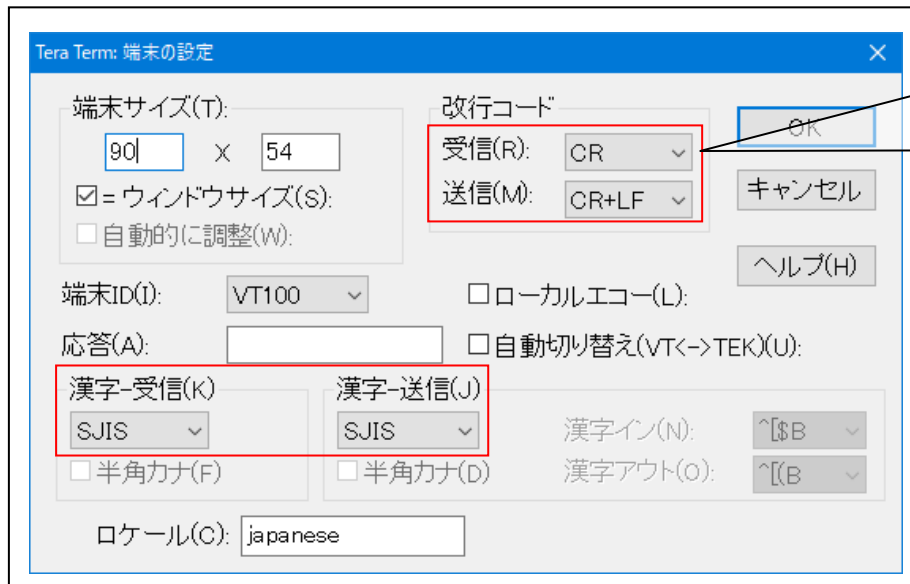 Tera Term: 端末の設定
端末サイズ(T):
90 X 54
☑= ウィンドウサイズ(S):
□自動的に調整(W):
改行コード
受信(R): CR
送信(M): CR+LF
OK
キャンセル
ヘルプ(H)
端末ID(I): VT100
□ローカルエコー(L):
応答(A):
□自動切り替え(VT<->TEK)(U):
漢字-受信(K)
SJIS
□半角カナ(F)
漢字-送信(J)
SJIS
□半角カナ(D)
漢字イン(N): ^[$B
漢字アウト(O): ^[(B
ロケール(C): japanese